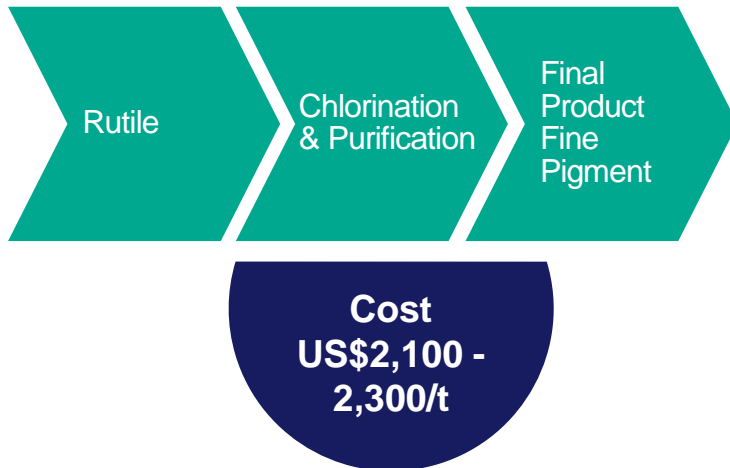 Rutile
Chlorination
& Purification
Final
Product
Fine
Pigment
Cost
US$2,100 -
2,300/t